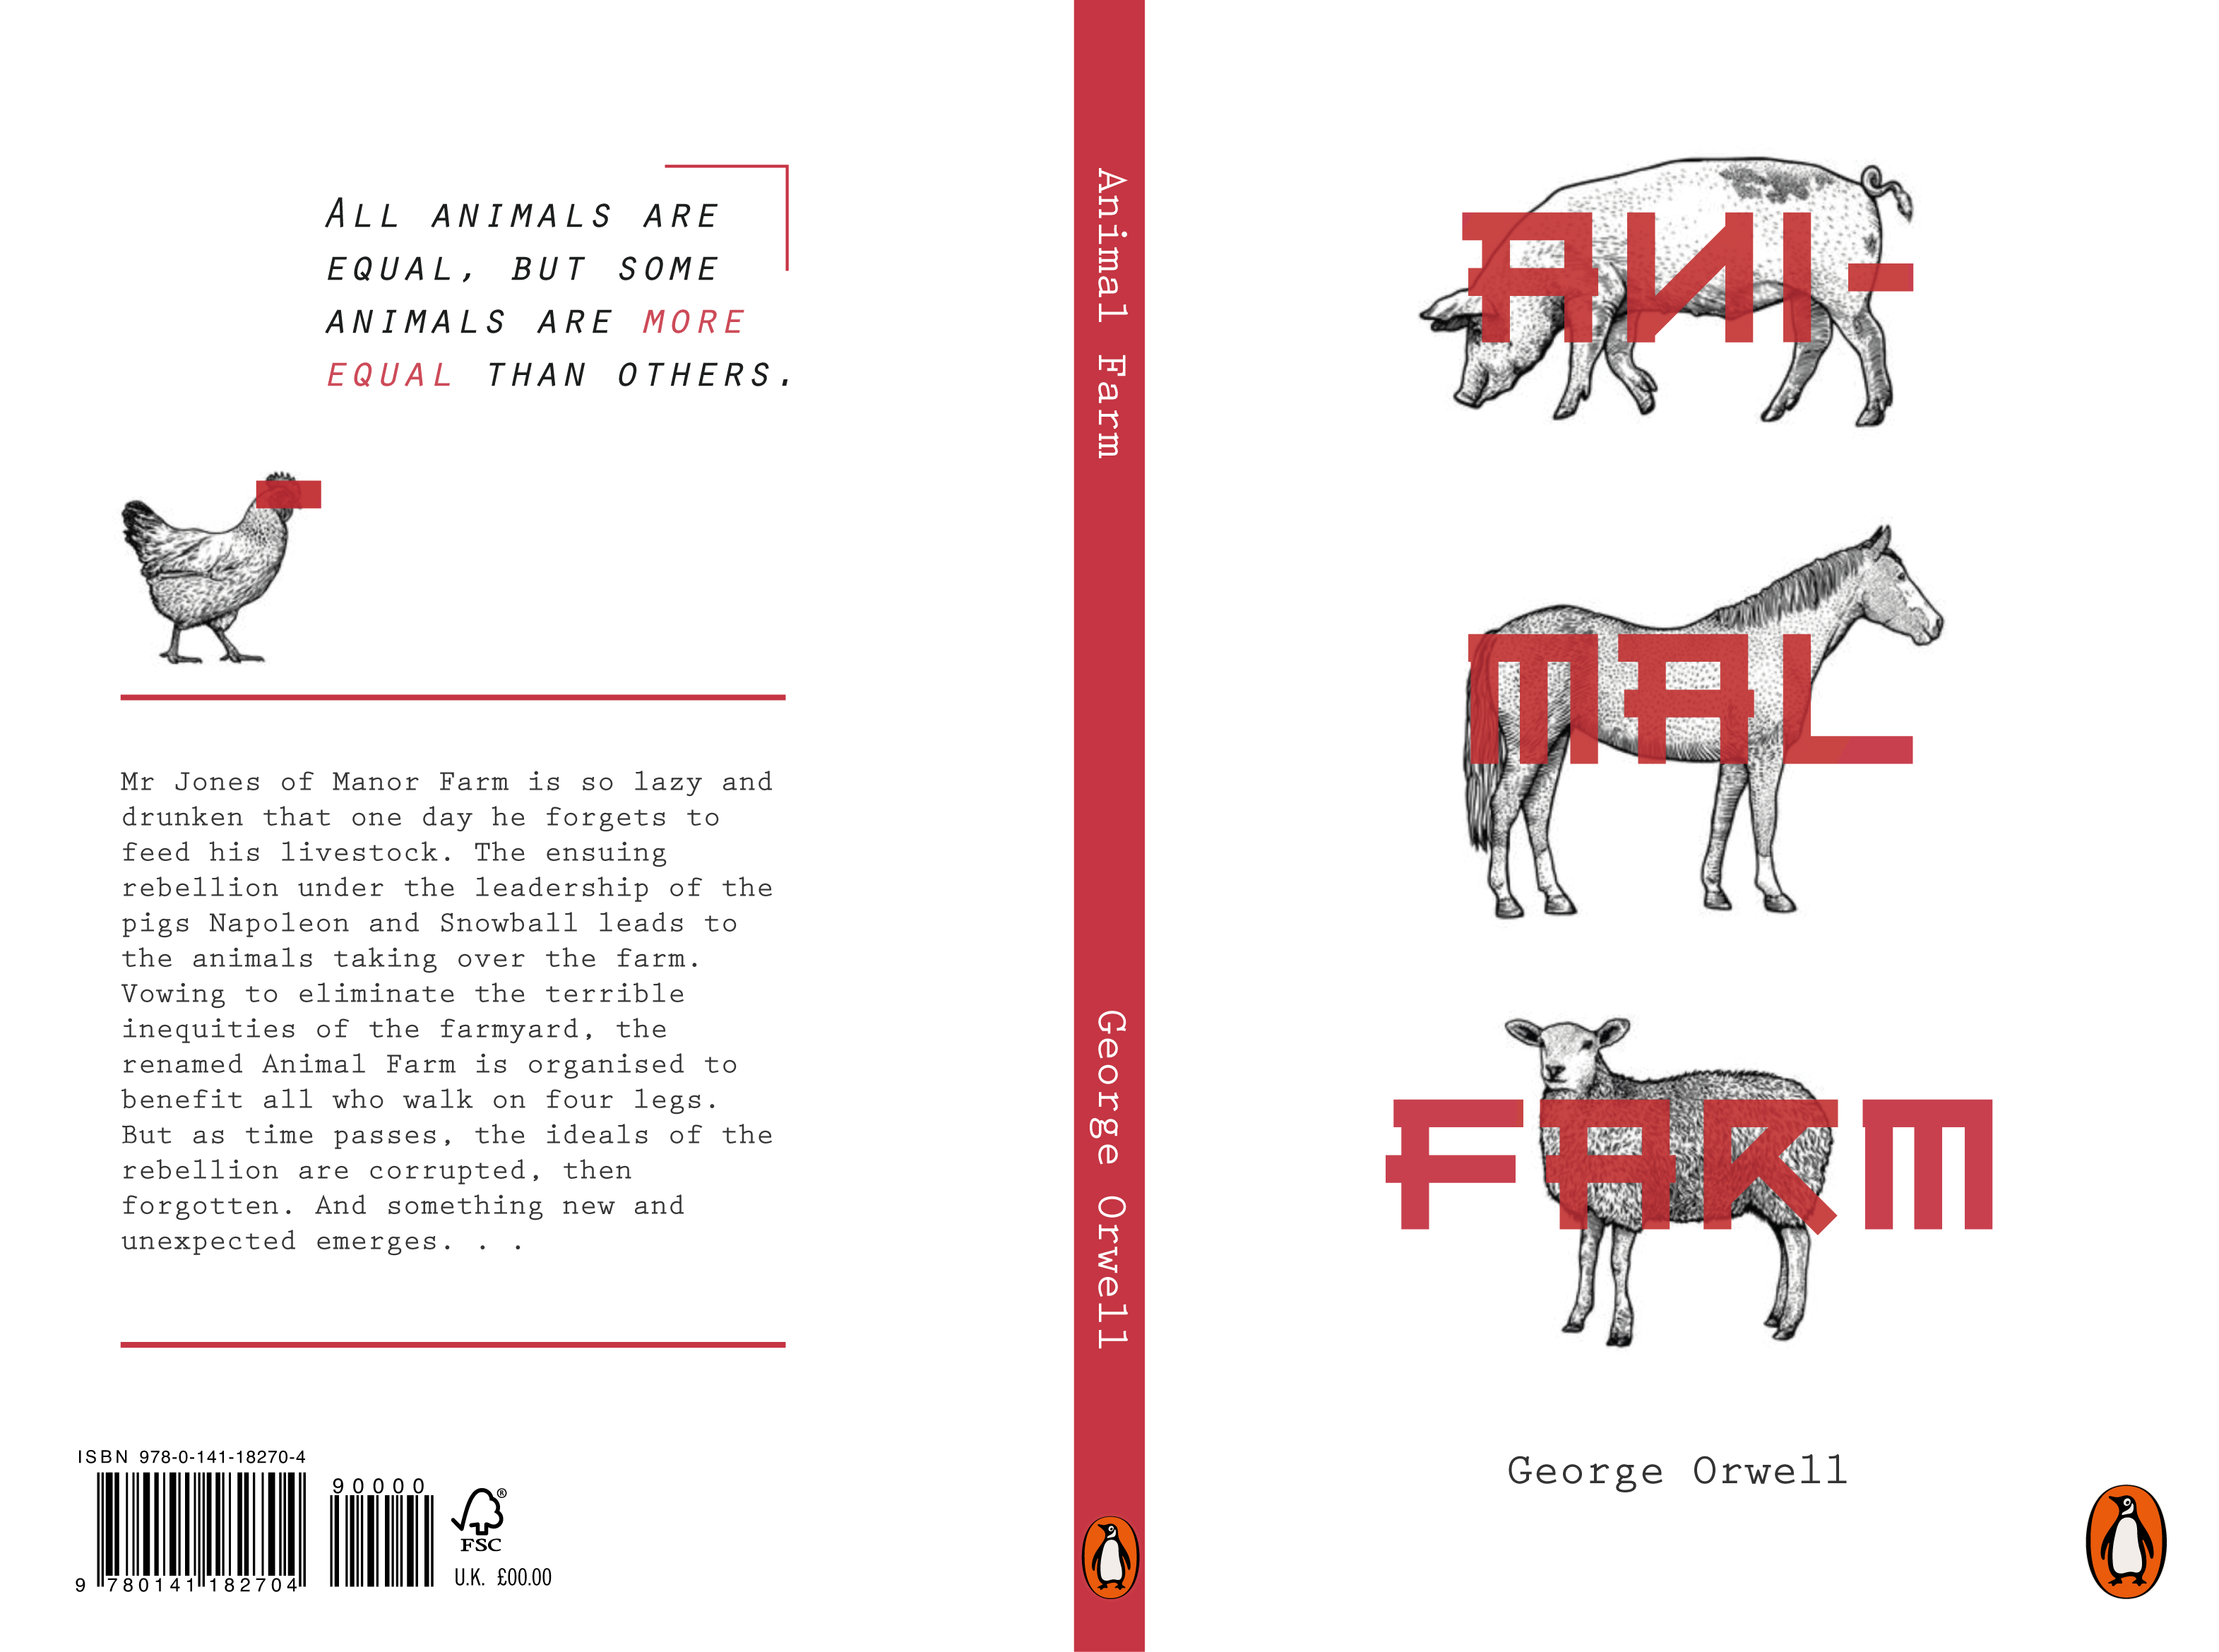 ALL ANIMALS ARE
EQUAL, BUT SOME
ANIMALS ARE MORE
EQUAL THAN OTHERS.
Mr Jones of Manor Farm is so lazy and
drunken that one day he forgets to
feed his livestock. The ensuing
rebellion under the leadership of the
pigs Napoleon and Snowball leads to
the animals taking over the farm.
Vowing to eliminate the terrible
inequities of the farmyard, the
renamed Animal Farm is organised to
benefit all who walk on four legs.
But as time passes, the ideals of the
rebellion are corrupted, then
forgotten. And something new and
unexpected emerges. . .
ISBN 978-0-141-18270-4
90000
9 780141 182704
®
FSC
U.K. £00.00
Animal Farm
George Orwell
ANI-
MAL
FARM
George Orwell